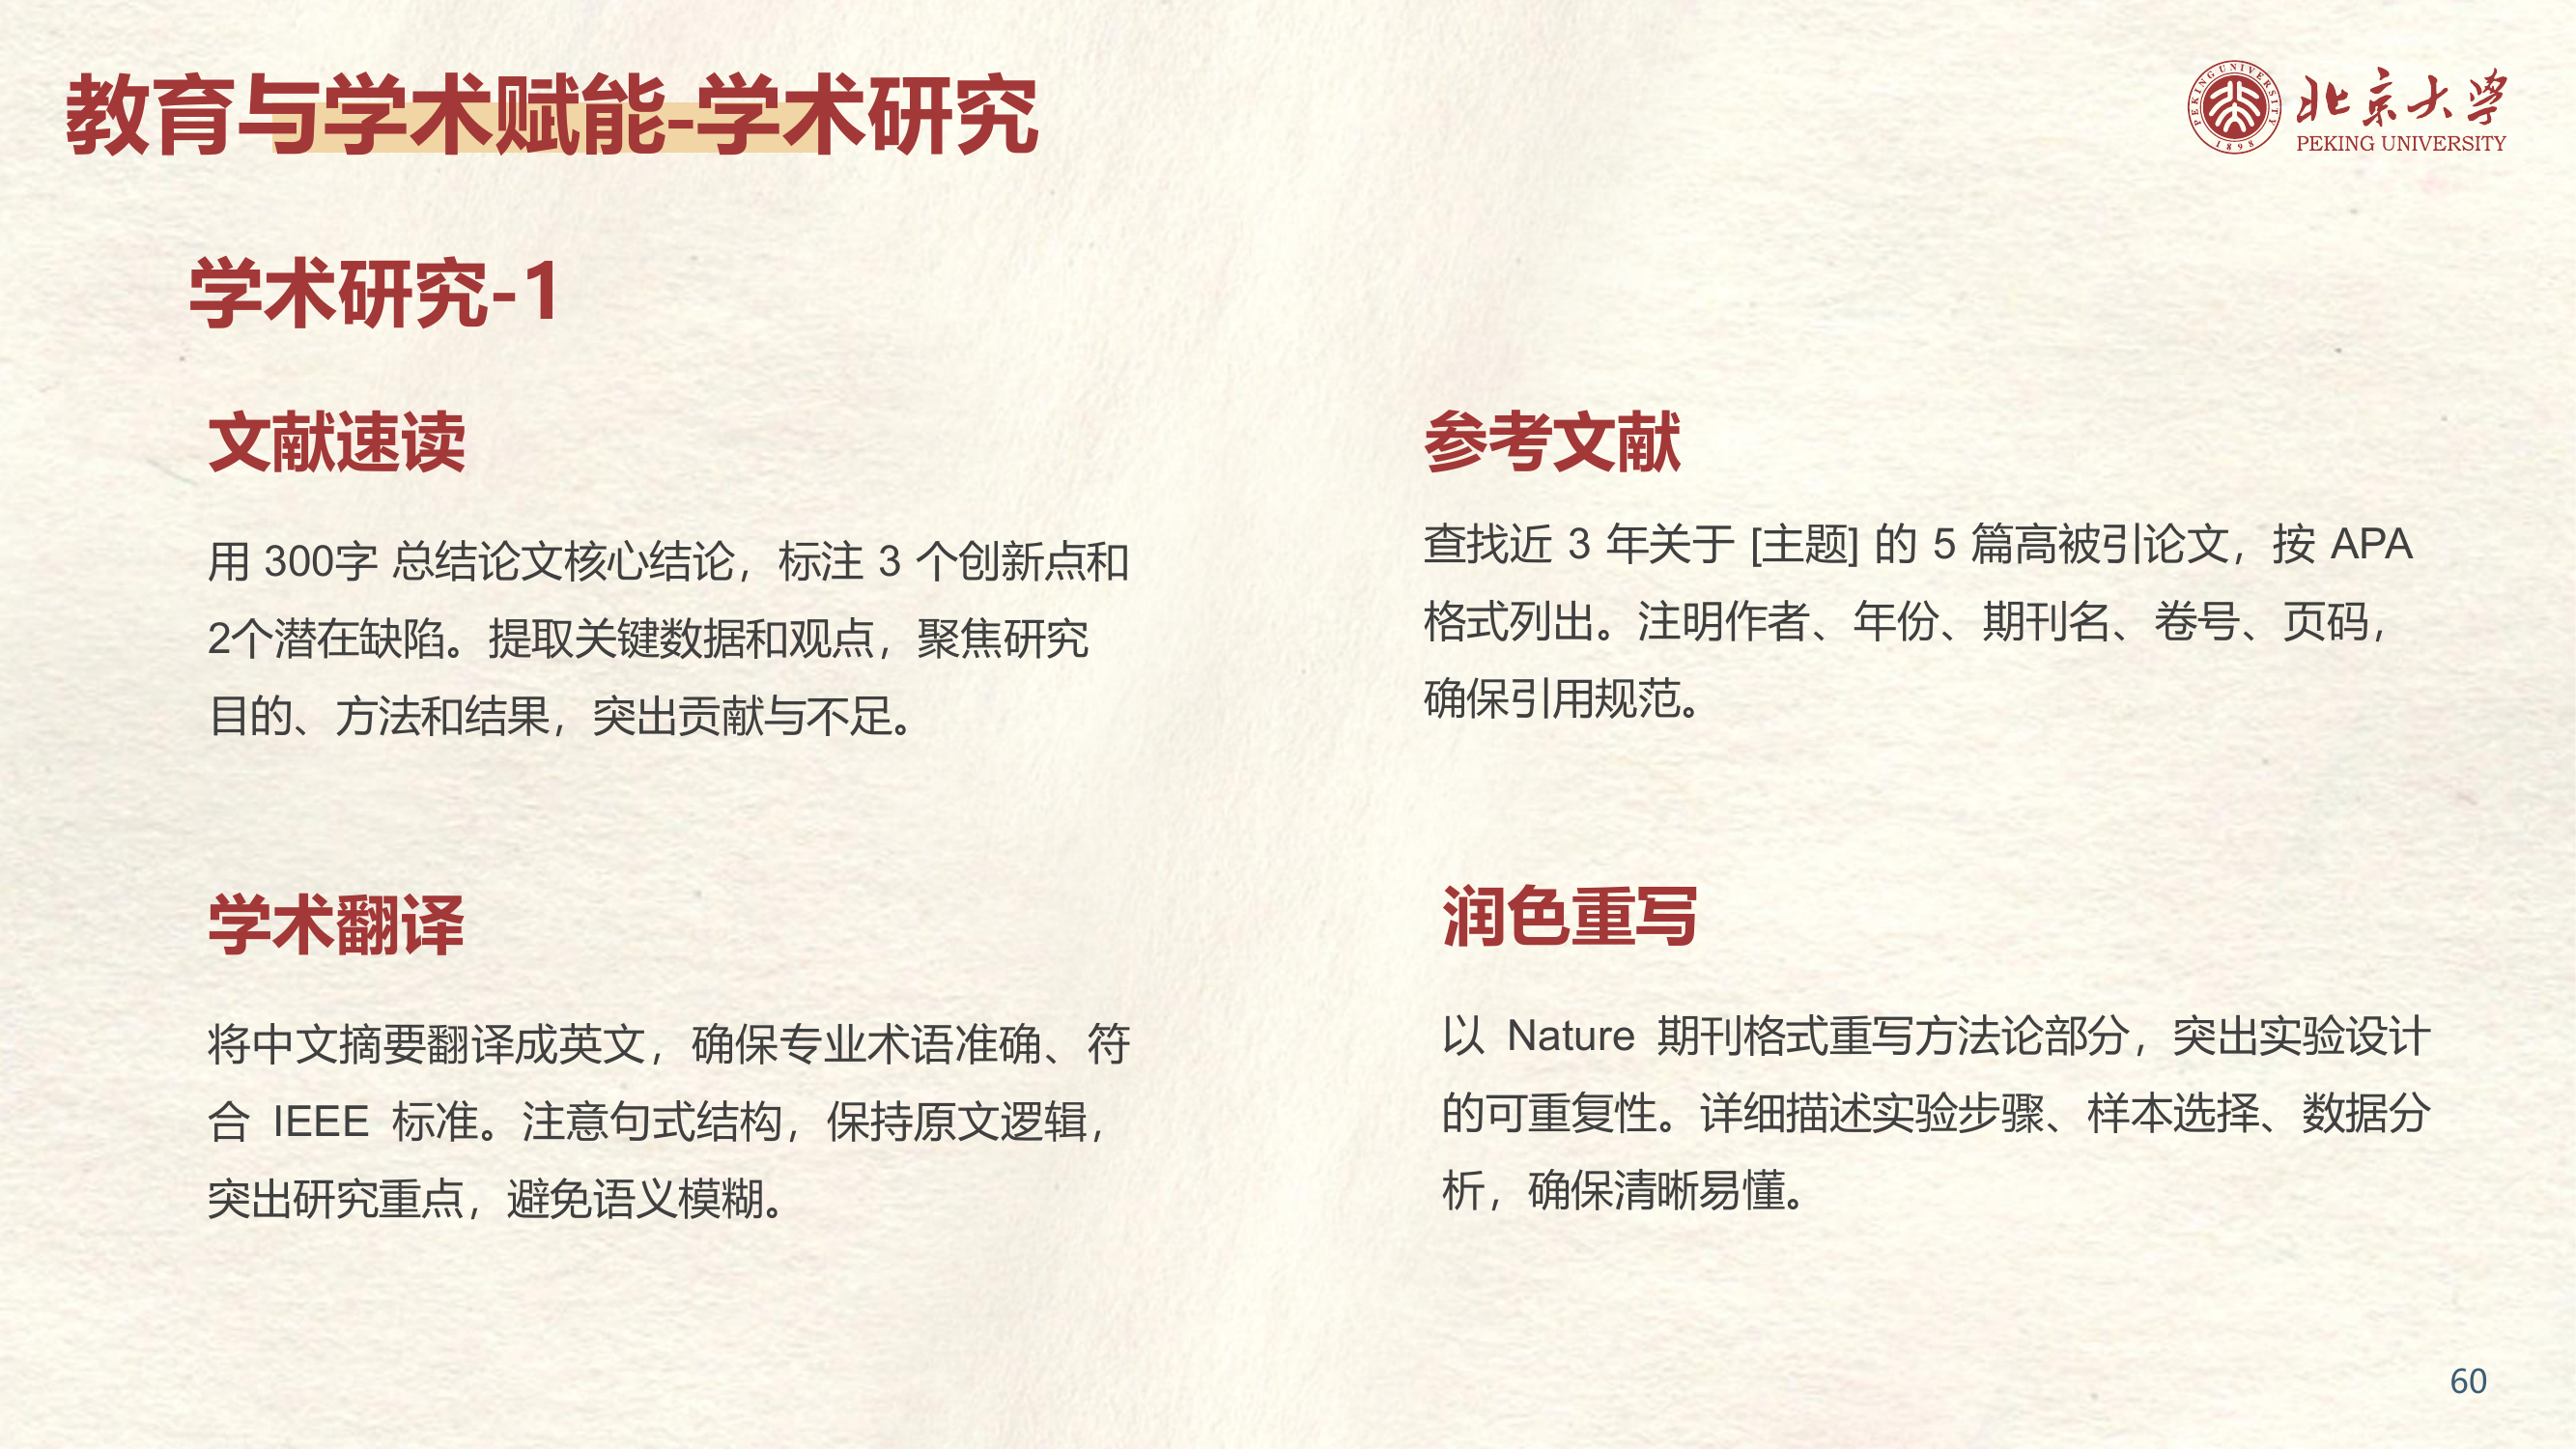 教育与学术赋能-学术研究
PEKING UNIVERSITY
1898
北京大学
PEKING UNIVERSITY
学术研究-1
文献速读
用 300字 总结论文核心结论，标注 3 个创新点和
2个潜在缺陷。提取关键数据和观点，聚焦研究
目的、方法和结果，突出贡献与不足。
参考文献
查找近 3 年关于 [主题] 的 5 篇高被引论文，按 APA
格式列出。注明作者、年份、期刊名、卷号、页码，
确保引用规范。
学术翻译
将中文摘要翻译成英文，确保专业术语准确、符
合 IEEE 标准。注意句式结构，保持原文逻辑，
突出研究重点，避免语义模糊。
润色重写
以 Nature 期刊格式重写方法论部分，突出实验设计
的可重复性。详细描述实验步骤、样本选择、数据分
析，确保清晰易懂。
60